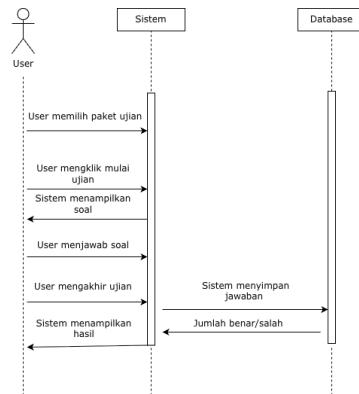 Sistem
Database
User
User memilih paket ujian
User mengklik mulai
ujian
Sistem menampilkan
soal
User menjawab soal
User mengakhir ujian
Sistem menyimpan
jawaban
Sistem menampilkan
hasil
Jumlah benar/salah